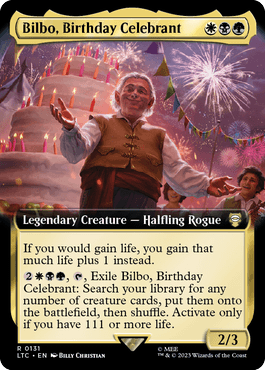 Bilbo, Birthday Celebrant
Legendary Creature — Halfling Rogue
If you would gain life, you gain that
much life plus 1 instead.
2WBG, T, Exile Bilbo, Birthday
Celebrant: Search your library for any
number of creature cards, put them onto
the battlefield, then shuffle. Activate only
if you have 111 or more life.
2/3
R 0131
LTC • EN Billy Christian
© MEE
™ & © 2023 Wizards of the Coast